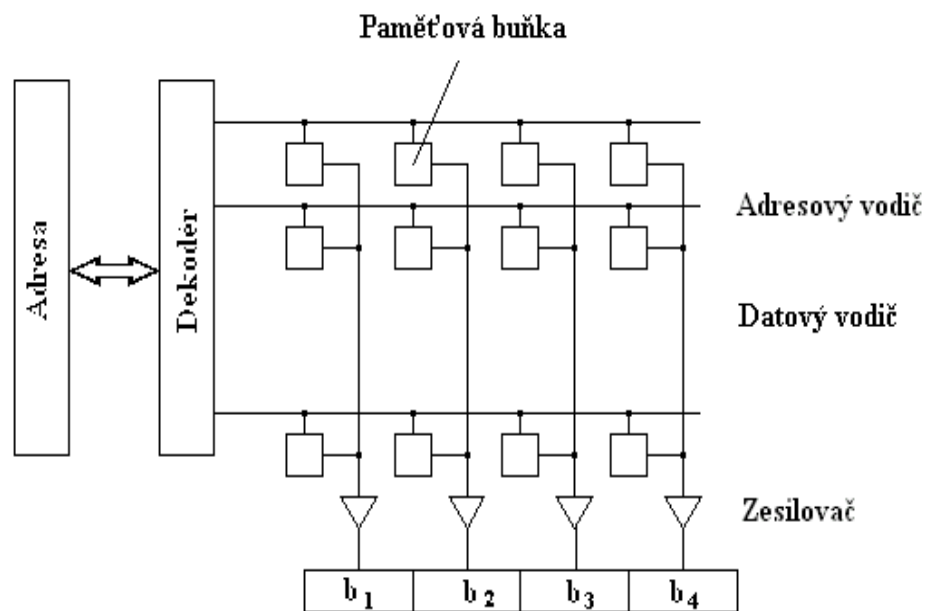 Paměťová buňka
Adresa
Dekodér
Adresový vodič
Datový vodič
Zesilovač
b1 b2 b3 b4